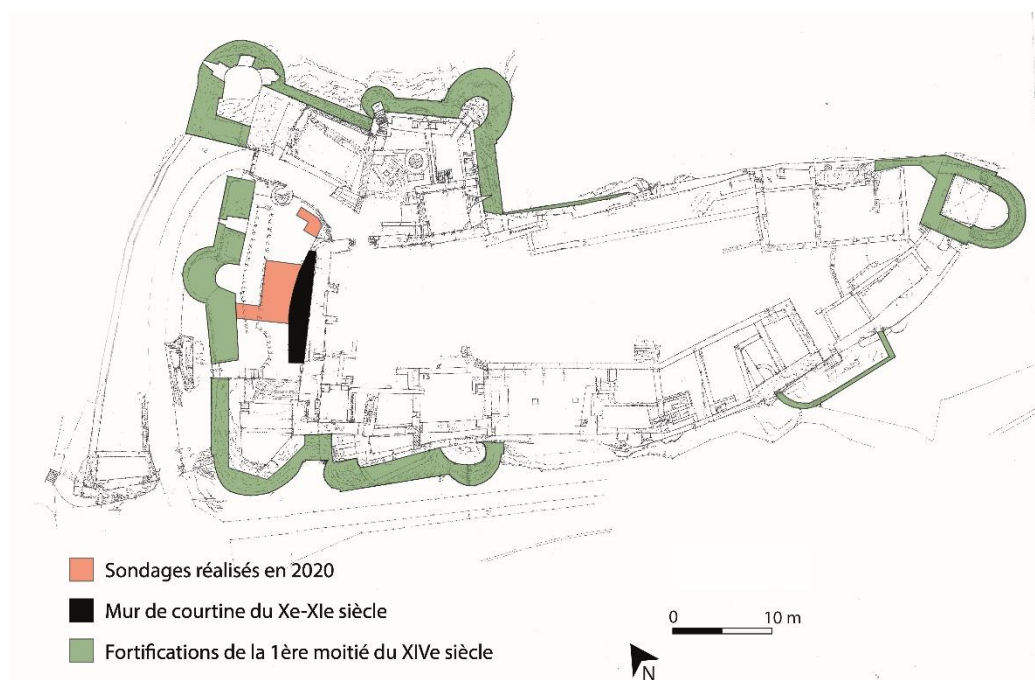 Sondages réalisés en 2020
Mur de courtine du Xe-XIe siècle
Fortifications de la 1ère moitié du XIVe siècle
0 10 m
N